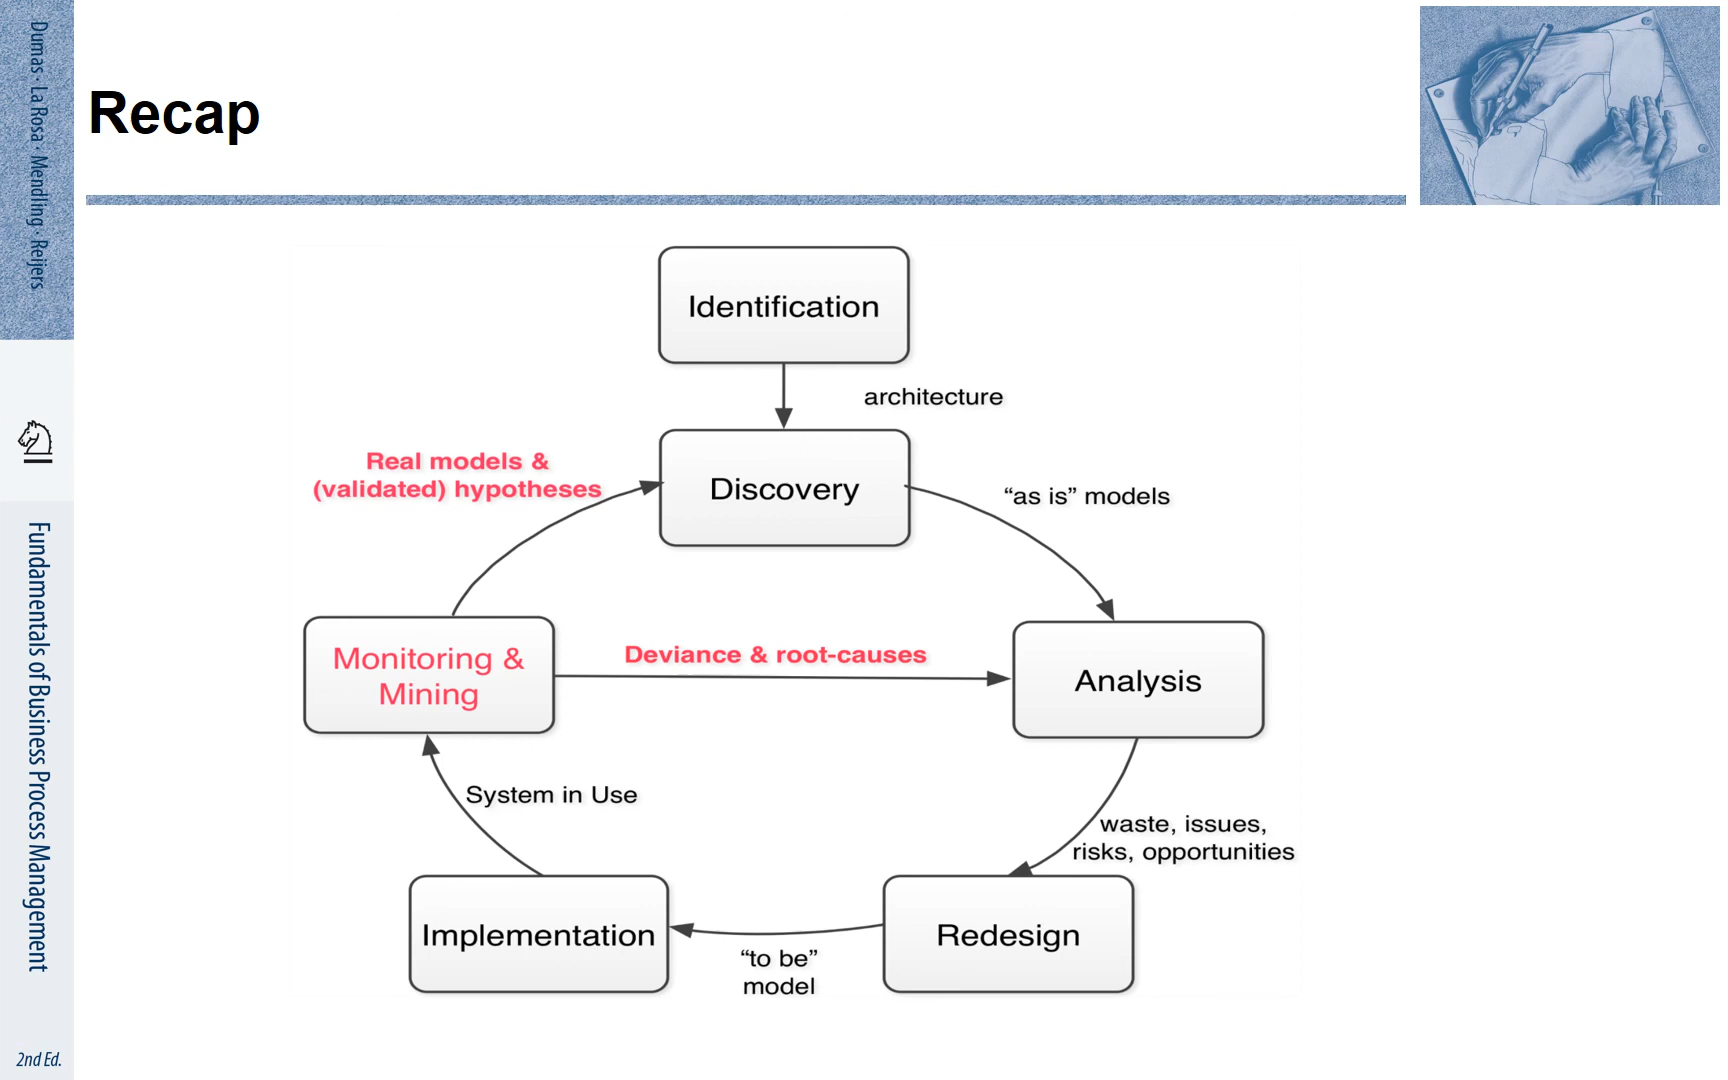 Dumas · La Rosa · Mendling · Reijers
Fundamentals of Business Process Management
2nd Ed.
Recap
Identification
architecture
Discovery
Real models &
(validated) hypotheses
“as is” models
Monitoring &
Mining
Deviance & root-causes
Analysis
System in Use
waste, issues,
risks, opportunities
Implementation
“to be”
model
Redesign